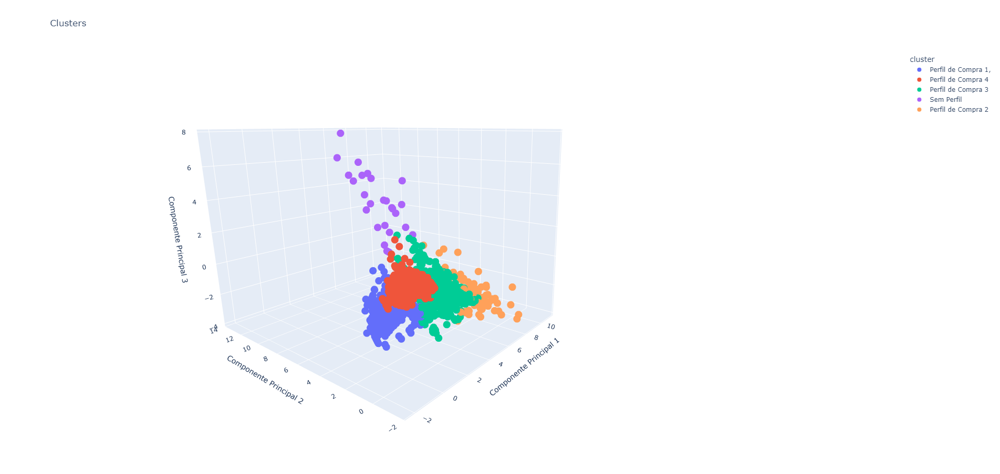 Clusters
cluster
Perfil de Compra 1,
Perfil de Compra 4
Perfil de Compra 3
Sem Perfil
Perfil de Compra 2
8
6
4
2
0
−2
−4
Componente Principal 3
14
12
10
8
6
4
2
0
−2
Componente Principal 2
−2
0
2
4
6
8
10
Componente Principal 1